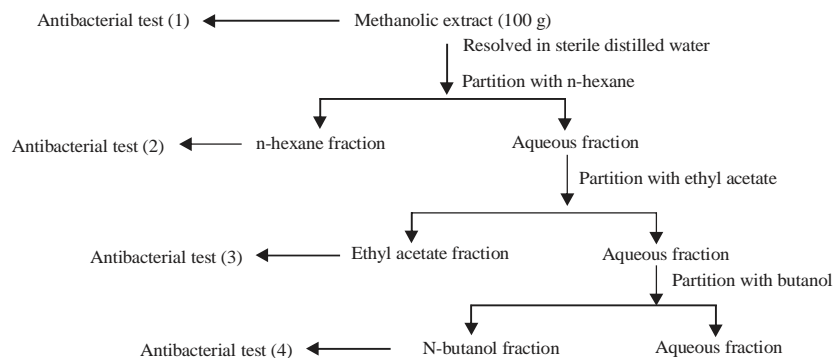 Antibacterial test (1)
Methanolic extract (100 g)
Resolved in sterile distilled water
Partition with n-hexane
Antibacterial test (2)
n-hexane fraction
Aqueous fraction
Partition with ethyl acetate
Antibacterial test (3)
Ethyl acetate fraction
Aqueous fraction
Partition with butanol
Antibacterial test (4)
N-butanol fraction
Aqueous fraction